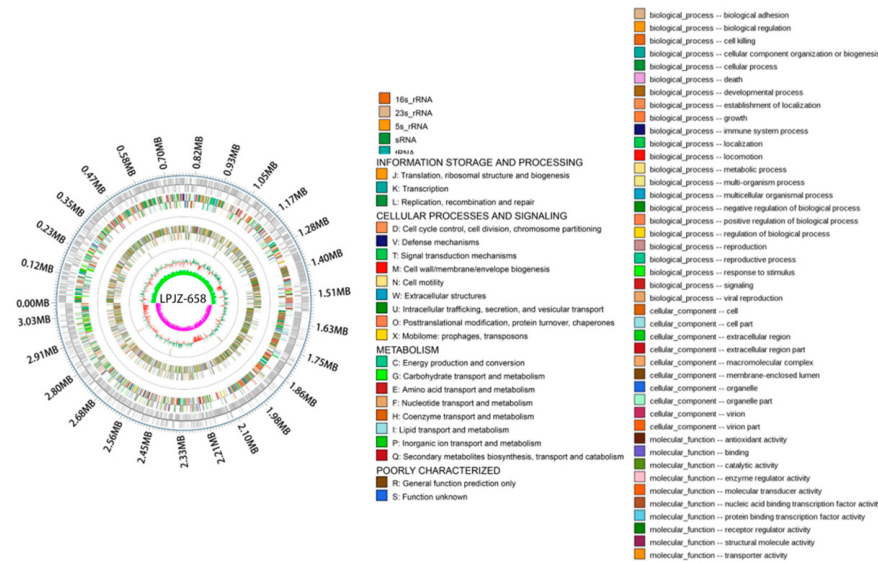 0.00MB
0.12MB
0.23MB
0.35MB
0.47MB
0.58MB
0.70MB
0.82MB
0.93MB
1.05MB
1.17MB
1.28MB
1.40MB
1.51MB
1.63MB
1.75MB
1.86MB
1.98MB
2.10MB
2.21MB
2.33MB
2.45MB
2.56MB
2.68MB
2.80MB
2.91MB
3.03MB
LPJZ-658
16s_rRNA
23s_rRNA
5s_rRNA
sRNA
tRNA
INFORMATION STORAGE AND PROCESSING
J: Translation, ribosomal structure and biogenesis
K: Transcription
L: Replication, recombination and repair
CELLULAR PROCESSES AND SIGNALING
D: Cell cycle control, cell division, chromosome partitioning
V: Defense mechanisms
T: Signal transduction mechanisms
M: Cell wall/membrane/envelope biogenesis
N: Cell motility
W: Extracellular structures
U: Intracellular trafficking, secretion, and vesicular transport
O: Posttranslational modification, protein turnover, chaperones
X: Mobilome: prophages, transposons
METABOLISM
C: Energy production and conversion
G: Carbohydrate transport and metabolism
E: Amino acid transport and metabolism
F: Nucleotide transport and metabolism
H: Coenzyme transport and metabolism
I: Lipid transport and metabolism
P: Inorganic ion transport and metabolism
Q: Secondary metabolites biosynthesis, transport and catabolism
POORLY CHARACTERIZED
R: General function prediction only
S: Function unknown
biological_process -- biological adhesion
biological_process -- biological regulation
biological_process -- cell killing
biological_process -- cellular component organization or biogenesis
biological_process -- cellular process
biological_process -- death
biological_process -- developmental process
biological_process -- establishment of localization
biological_process -- growth
biological_process -- immune system process
biological_process -- localization
biological_process -- locomotion
biological_process -- metabolic process
biological_process -- multi-organism process
biological_process -- multicellular organismal process
biological_process -- negative regulation of biological process
biological_process -- positive regulation of biological process
biological_process -- regulation of biological process
biological_process -- reproduction
biological_process -- reproductive process
biological_process -- response to stimulus
biological_process -- signaling
biological_process -- viral reproduction
cellular_component -- cell
cellular_component -- cell part
cellular_component -- extracellular region
cellular_component -- extracellular region part
cellular_component -- macromolecular complex
cellular_component -- membrane-enclosed lumen
cellular_component -- organelle
cellular_component -- organelle part
cellular_component -- virion
cellular_component -- virion part
molecular_function -- antioxidant activity
molecular_function -- binding
molecular_function -- catalytic activity
molecular_function -- enzyme regulator activity
molecular_function -- molecular transducer activity
molecular_function -- nucleic acid binding transcription factor activity
molecular_function -- protein binding transcription factor activity
molecular_function -- receptor regulator activity
molecular_function -- structural molecule activity
molecular_function -- transporter activity